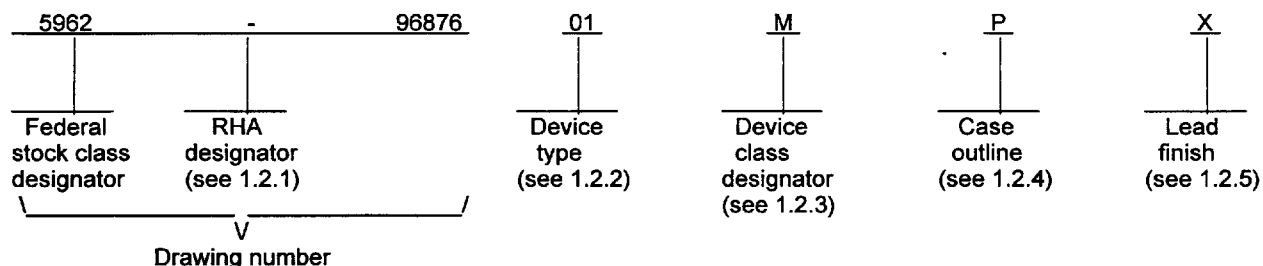 5962 - 96876 01 M P X
Federal stock class designator
RHA designator (see 1.2.1)
Device type (see 1.2.2)
Device class designator (see 1.2.3)
Case outline (see 1.2.4)
Lead finish (see 1.2.5)
Drawing number